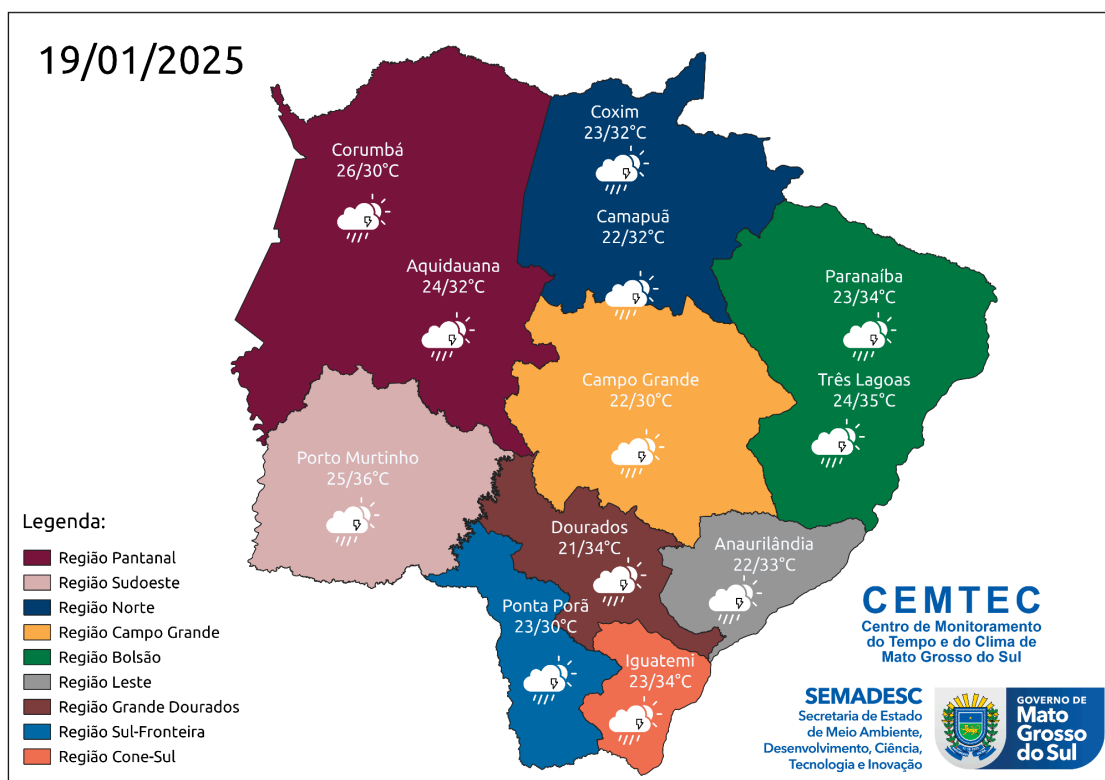 19/01/2025
Coxim
23/32°C
Corumbá
26/30°C
Camapuã
22/32°C
Aquidauana
24/32°C
Paranaíba
23/34°C
Campo Grande
22/30°C
Três Lagoas
24/35°C
Porto Murtinho
25/36°C
Dourados
21/34°C
Anaurilândia
22/33°C
Ponta Porã
23/30°C
Iguatemi
23/34°C
Legenda:
Região Pantanal
Região Sudoeste
Região Norte
Região Campo Grande
Região Bolsão
Região Leste
Região Grande Dourados
Região Sul-Fronteira
Região Cone-Sul
CEMTEC
Centro de Monitoramento
do Tempo e do Clima de
Mato Grosso do Sul
SEMADESC
Secretaria de Estado
de Meio Ambiente,
Desenvolvimento, Ciência,
Tecnologia e Inovação
GOVERNO DE
Mato
Grosso
do Sul